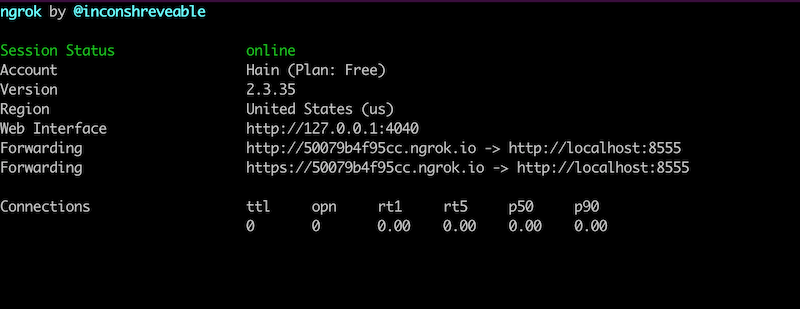 ngrok by @inconshreveable
Session Status online
Account Hain (Plan: Free)
Version 2.3.35
Region United States (us)
Web Interface http://127.0.0.1:4040
Forwarding http://50079b4f95cc.ngrok.io -> http://localhost:8555
Forwarding https://50079b4f95cc.ngrok.io -> http://localhost:8555
Connections ttl opn rt1 rt5 p50 p90
0 0 0.00 0.00 0.00 0.00